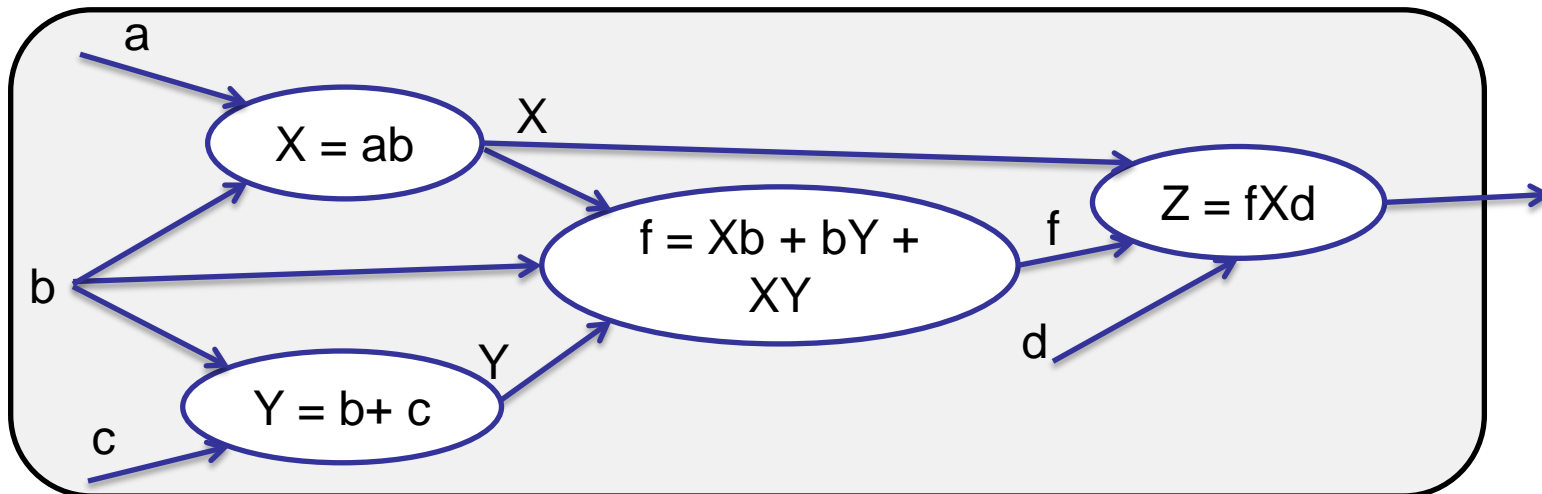 a
X
X = ab
Z = fXd
f = Xb + bY +
XY
f
b
d
Y
Y = b+ c
c